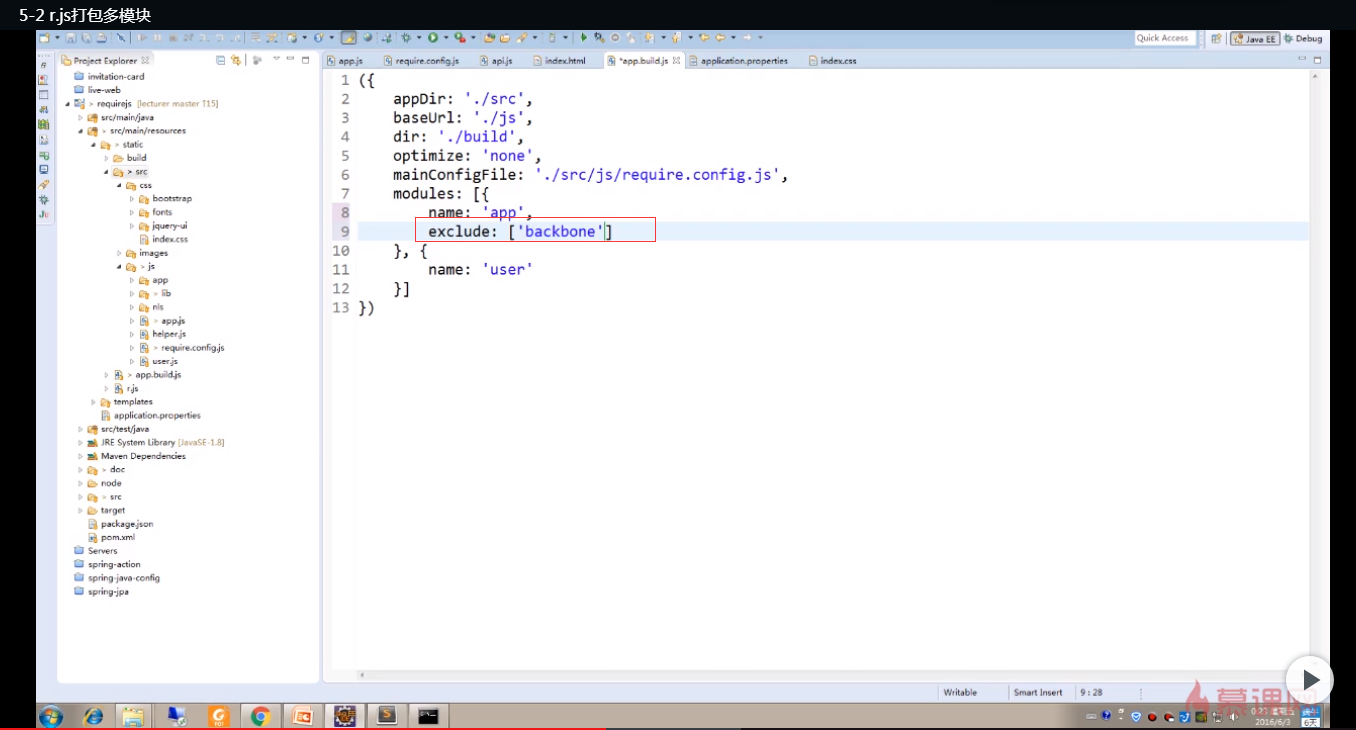 5-2 r.js打包多模块
Quick Access
Java EE
Debug
Project Explorer
app.js
require.config.js
api.js
index.html
*app.build.js
application.properties
index.css
invitation-card
live-web
> requirejs [lecturer master ↑15]
src/main/java
> src/main/resources
> static
build
> src
css
bootstrap
fonts
jquery-ui
index.css
images
> js
app
> lib
nls
> app.js
helper.js
> require.config.js
user.js
> app.build.js
r.js
templates
application.properties
src/test/java
JRE System Library [JavaSE-1.8]
Maven Dependencies
> doc
node
> src
target
package.json
pom.xml
Servers
spring-action
spring-java-config
spring-jpa
1 ({
2 appDir: './src',
3 baseUrl: './js',
4 dir: './build',
5 optimize: 'none',
6 mainConfigFile: './src/js/require.config.js',
7 modules: [{
8 name: 'app',
9 exclude: ['backbone']
10 }, {
11 name: 'user'
12 }]
13 })
Writable
Smart Insert
9 : 28
慕课网
2016/6/3
6天